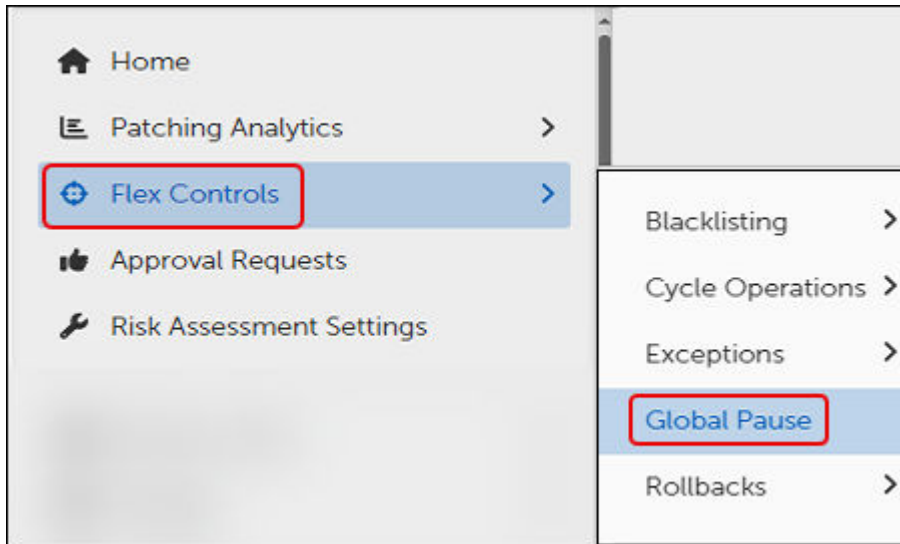 Home
Patching Analytics
Flex Controls
Approval Requests
Risk Assessment Settings
Blacklisting
Cycle Operations
Exceptions
Global Pause
Rollbacks